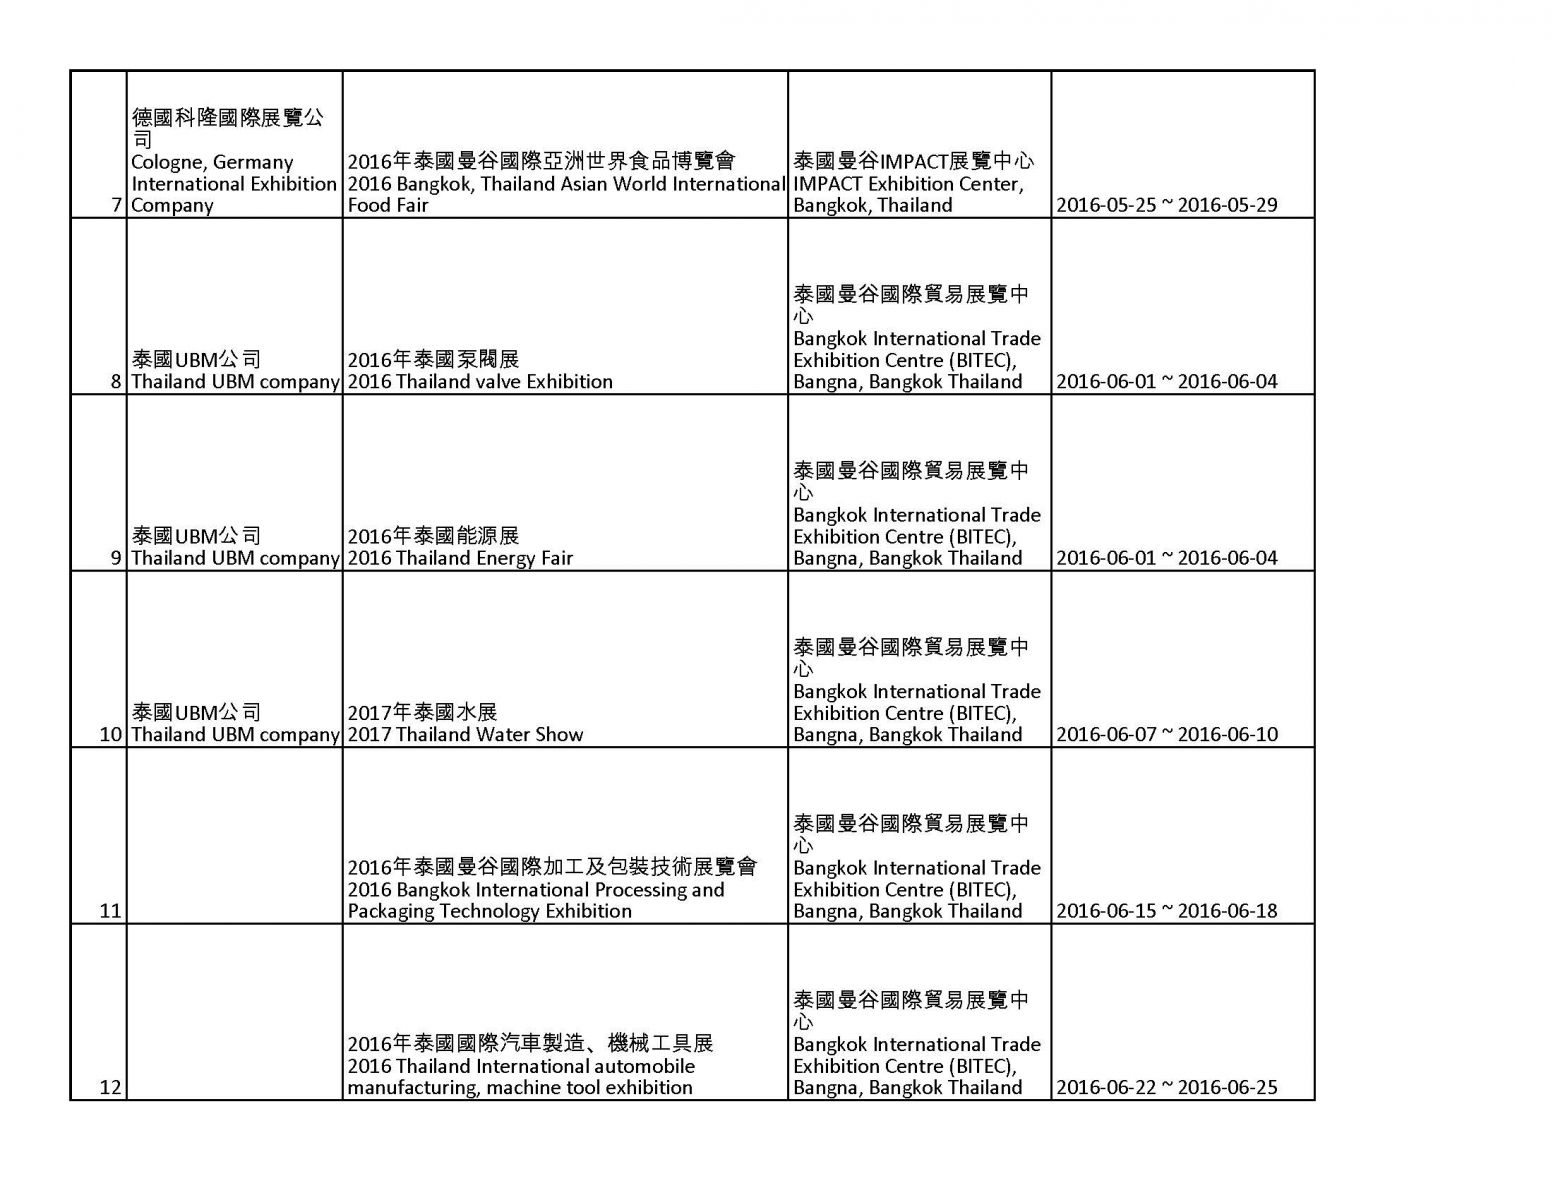 德國科隆國際展覽公
司
Cologne, Germany
International Exhibition
Company
2016年泰國曼谷國際亞洲世界食品博覽會
2016 Bangkok, Thailand Asian World International
Food Fair
泰國曼谷IMPACT展覽中心
IMPACT Exhibition Center,
Bangkok, Thailand
7
2016-05-25 ~ 2016-05-29
泰國UBM公司
Thailand UBM company
2016年泰國泵閥展
2016 Thailand valve Exhibition
泰國曼谷國際貿易展覽中
心
Bangkok International Trade
Exhibition Centre (BITEC),
Bangna, Bangkok Thailand
8
2016-06-01 ~ 2016-06-04
泰國UBM公司
Thailand UBM company
2016年泰國能源展
2016 Thailand Energy Fair
泰國曼谷國際貿易展覽中
心
Bangkok International Trade
Exhibition Centre (BITEC),
Bangna, Bangkok Thailand
9
2016-06-01 ~ 2016-06-04
泰國UBM公司
Thailand UBM company
2017年泰國水展
2017 Thailand Water Show
泰國曼谷國際貿易展覽中
心
Bangkok International Trade
Exhibition Centre (BITEC),
Bangna, Bangkok Thailand
10
2016-06-07 ~ 2016-06-10
2016年泰國曼谷國際加工及包裝技術展覽會
2016 Bangkok International Processing and
Packaging Technology Exhibition
泰國曼谷國際貿易展覽中
心
Bangkok International Trade
Exhibition Centre (BITEC),
Bangna, Bangkok Thailand
11
2016-06-15 ~ 2016-06-18
2016年泰國國際汽車製造、機械工具展
2016 Thailand International automobile
manufacturing, machine tool exhibition
泰國曼谷國際貿易展覽中
心
Bangkok International Trade
Exhibition Centre (BITEC),
Bangna, Bangkok Thailand
12
2016-06-22 ~ 2016-06-25